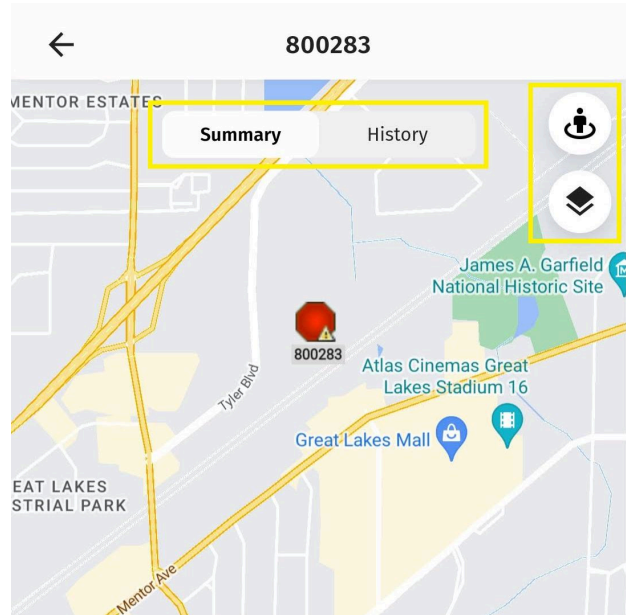 800283
MENTOR ESTATES
Summary
History
James A. Garfield
National Historic Site
800283
Tyler Blvd
Atlas Cinemas Great
Lakes Stadium 16
Great Lakes Mall
EAT LAKES
STRIAL PARK
Mentor Ave